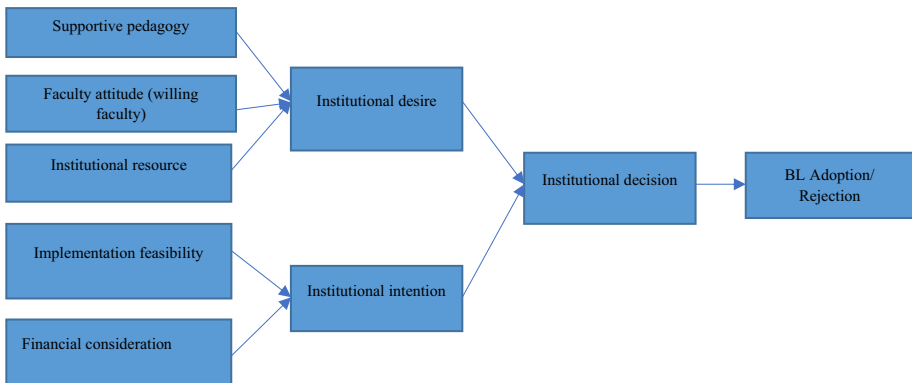 Supportive pedagogy
Faculty attitude (willing
faculty)
Institutional resource
Implementation feasibility
Financial consideration
Institutional desire
Institutional intention
Institutional decision
BL Adoption/
Rejection